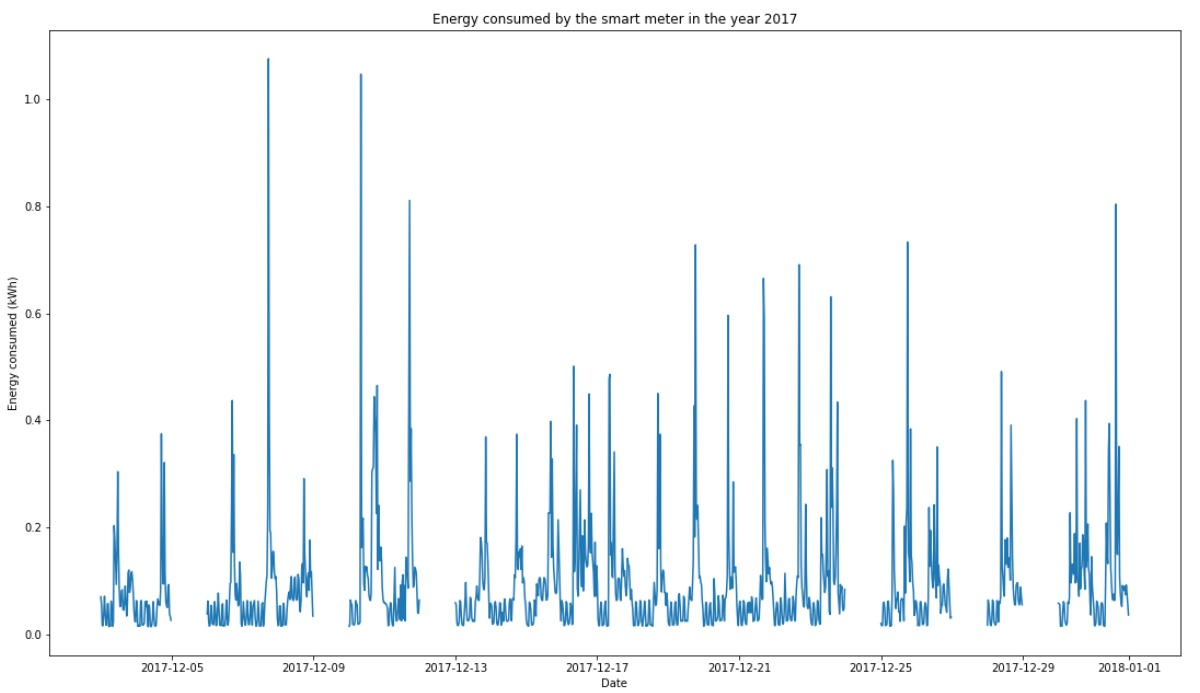 Energy consumed by the smart meter in the year 2017
Energy consumed (kWh)
1.0
0.8
0.6
0.4
0.2
0.0
2017-12-05 2017-12-09 2017-12-13 2017-12-17 2017-12-21 2017-12-25 2017-12-29 2018-01-01
Date